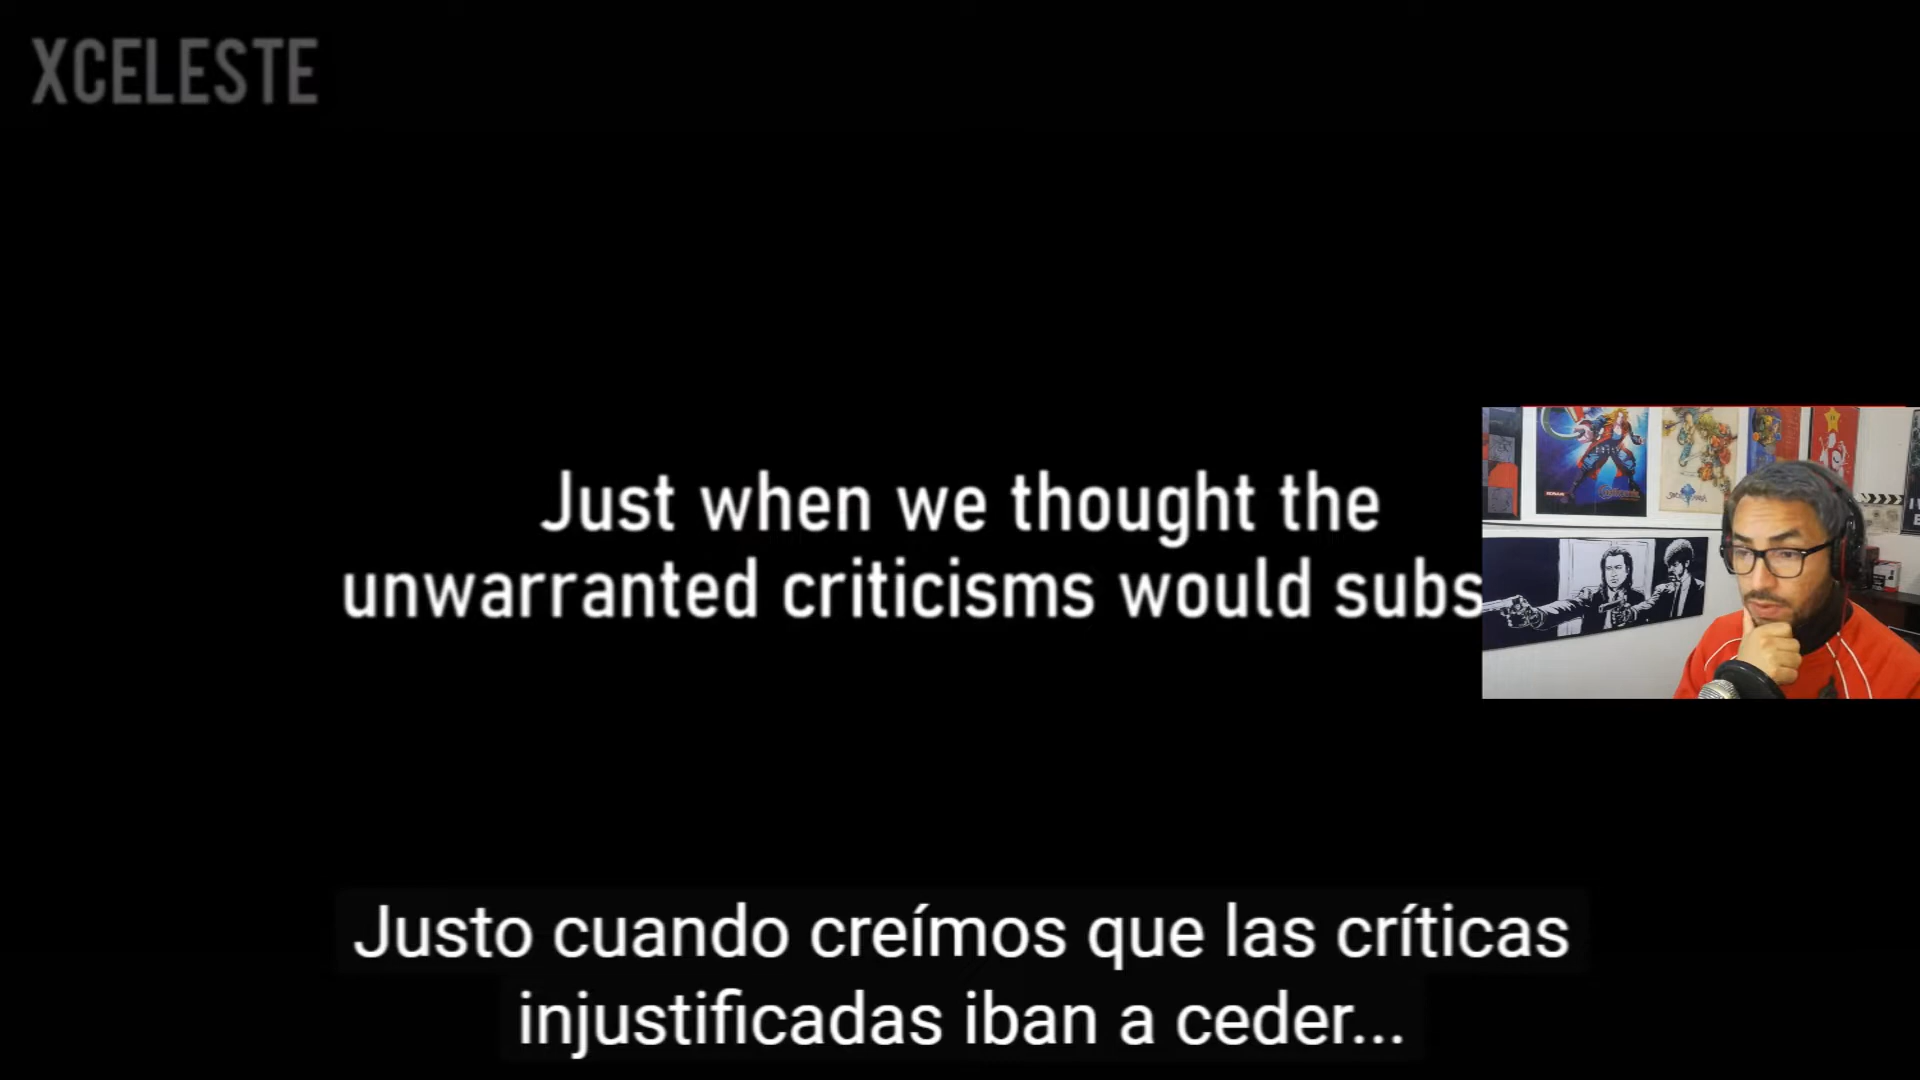 XCELESTE
Just when we thought the
unwarranted criticisms would subs
Justo cuando creímos que las críticas
injustificadas iban a ceder...